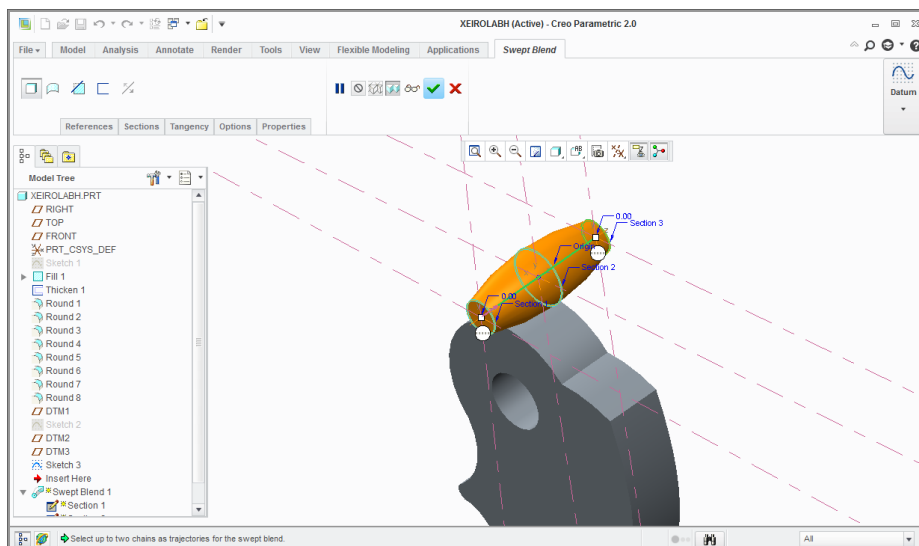 XEIROLABH (Active) - Creo Parametric 2.0
File Model Analysis Annotate Render Tools View Flexible Modeling Applications Swept Blend
Datum
References Sections Tangency Options Properties
Model Tree
XEIROLABH.PRT
RIGHT
TOP
FRONT
PRT_CSYS_DEF
Sketch 1
Fill 1
Thicken 1
Round 1
Round 2
Round 3
Round 4
Round 5
Round 6
Round 7
Round 8
DTM1
Sketch 2
DTM2
DTM3
Sketch 3
Insert Here
Swept Blend 1
Section 1
0.00
Section 3
Origin
Section 2
0.00
Section
Select up to two chains as trajectories for the swept blend.
All